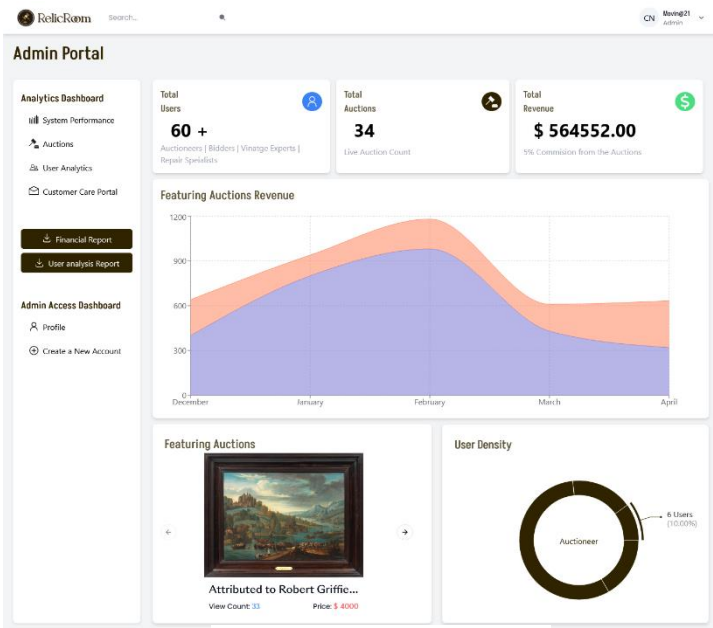 RelicRoom
Search...
CN
Movin@21
Admin
Admin Portal
Analytics Dashboard
System Performance
Auctions
User Analytics
Customer Care Portal
Financial Report
User analysis Report
Admin Access Dashboard
Profile
Create a New Account
Total
Users
60 +
Auctioneers | Bidders | Vinatge Experts |
Repair Speialists
Total
Auctions
34
Live Auction Count
Total
Revenue
$ 564552.00
5% Commision from the Auctions
Featuring Auctions Revenue
1200
900
600
300
0
December
January
February
March
April
Featuring Auctions
Attributed to Robert Griffie...
View Count: 33
Price: $ 4000
User Density
Auctioneer
6 Users
(10.00%)